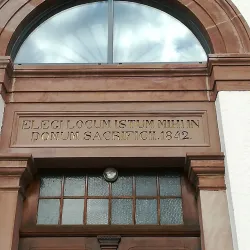 ELEGI LOCUM ISTUM MIHI IN
DOMUM SACRIFICII. 1842.